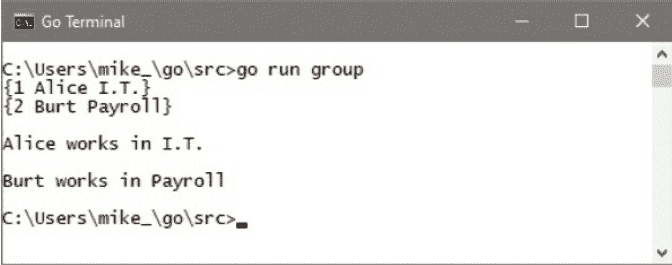 Go Terminal
C:\Users\mike_\go\src>go run group
{1 Alice I.T.}
{2 Burt Payroll}
Alice works in I.T.
Burt works in Payroll
C:\Users\mike_\go\src>